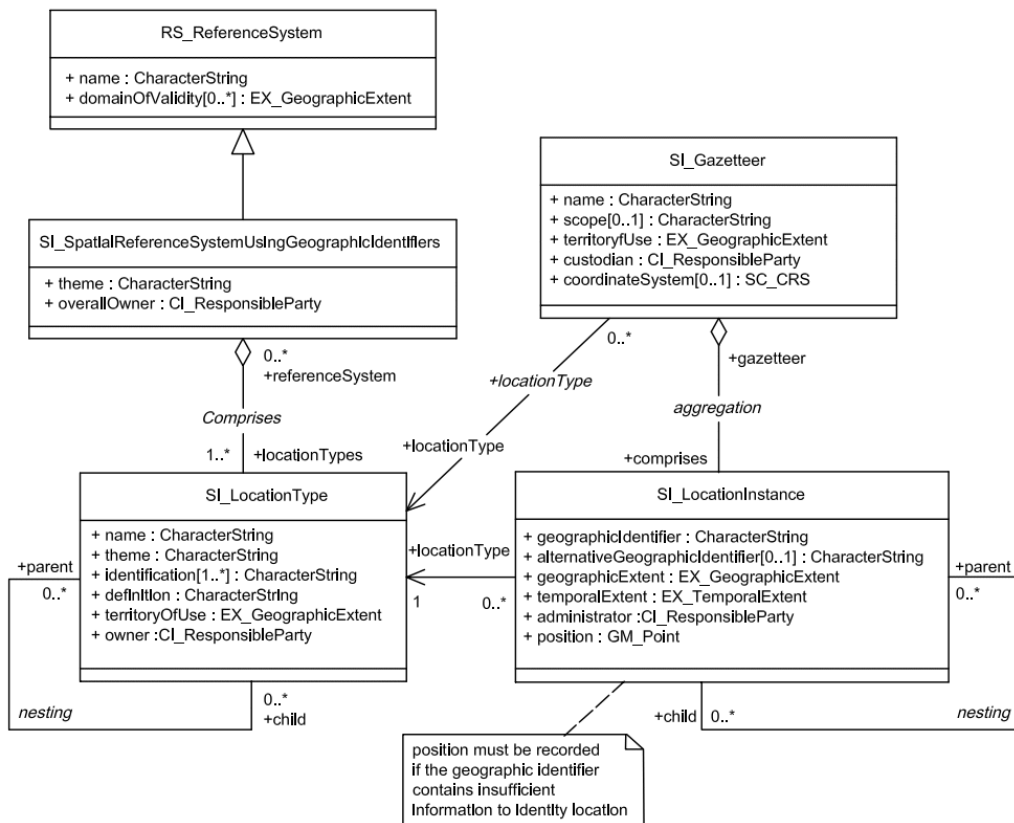 RS_ReferenceSystem
+ name : CharacterString
+ domainOfValidity[0..*] : EX_GeographicExtent
SI_SpatialReferenceSystemUsingGeographicIdentifiers
+ theme : CharacterString
+ overallOwner : CI_ResponsibleParty
SI_Gazetteer
+ name : CharacterString
+ scope[0..1] : CharacterString
+ territoryfUse : EX_GeographicExtent
+ custodian : CI_ResponsibleParty
+ coordinateSystem[0..1] : SC_CRS
0..*
+referenceSystem
Comprises
1..*
+locationTypes
0..*
+locationType
+locationType
+gazetteer
aggregation
+comprises
SI_LocationType
+ name : CharacterString
+ theme : CharacterString
+ identification[1..*] : CharacterString
+ definition : CharacterString
+ territoryOfUse : EX_GeographicExtent
+ owner :CI_ResponsibleParty
+parent
0..*
nesting
0..*
+child
+locationType
1
0..*
SI_LocationInstance
+ geographicIdentifier : CharacterString
+ alternativeGeographicIdentifier[0..1] : CharacterString
+ geographicExtent : EX_GeographicExtent
+ temporalExtent : EX_TemporalExtent
+ administrator :CI_ResponsibleParty
+ position : GM_Point
+parent
0..*
+child
0..*
nesting
position must be recorded
if the geographic identifier
contains insufficient
Information to Identity location